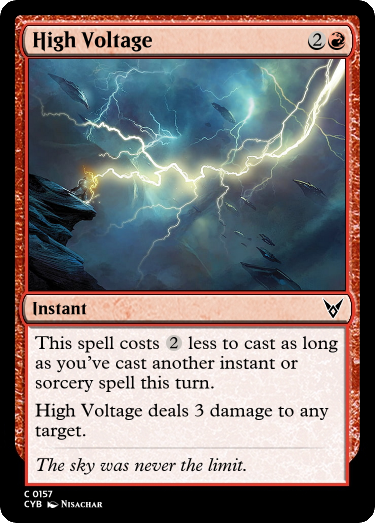 High Voltage 2
Instant
This spell costs 2 less to cast as long
as you've cast another instant or
sorcery spell this turn.
High Voltage deals 3 damage to any
target.
The sky was never the limit.
C 0157
CYB Nisachar